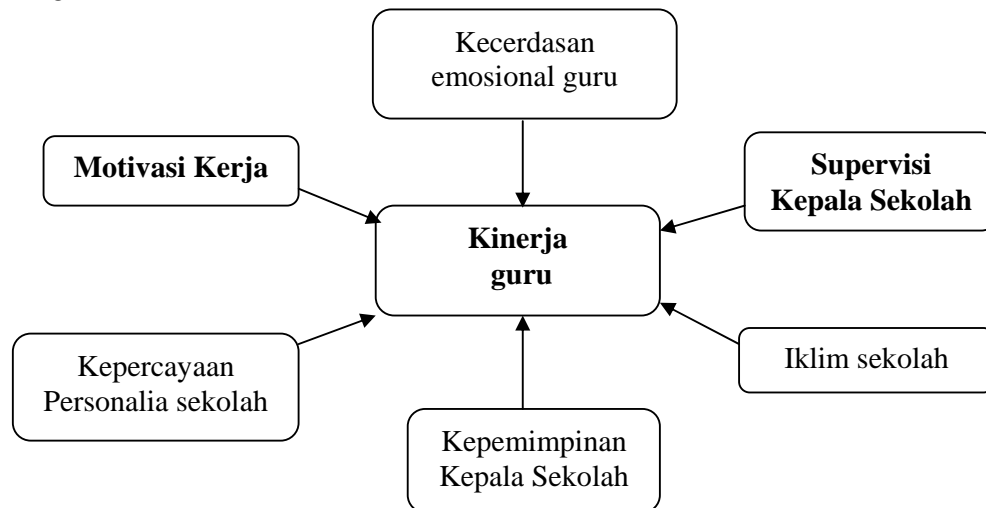 Kecerdasan
emosional guru
Motivasi Kerja
Supervisi
Kepala Sekolah
Kinerja
guru
Kepercayaan
Personalia sekolah
Iklim sekolah
Kepemimpinan
Kepala Sekolah